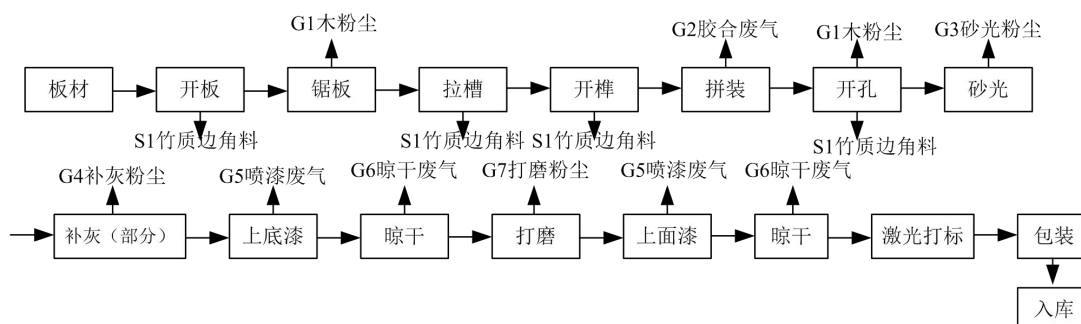 G1木粉尘
G2胶合废气
G1木粉尘
G3砂光粉尘
板材
开板
锯板
拉槽
开榫
拼装
开孔
砂光
S1竹质边角料
S1竹质边角料
S1竹质边角料
S1竹质边角料
G4补灰粉尘
G5喷漆废气
G6晾干废气
G7打磨粉尘
G5喷漆废气
G6晾干废气
补灰（部分）
上底漆
晾干
打磨
上面漆
晾干
激光打标
包装
入库